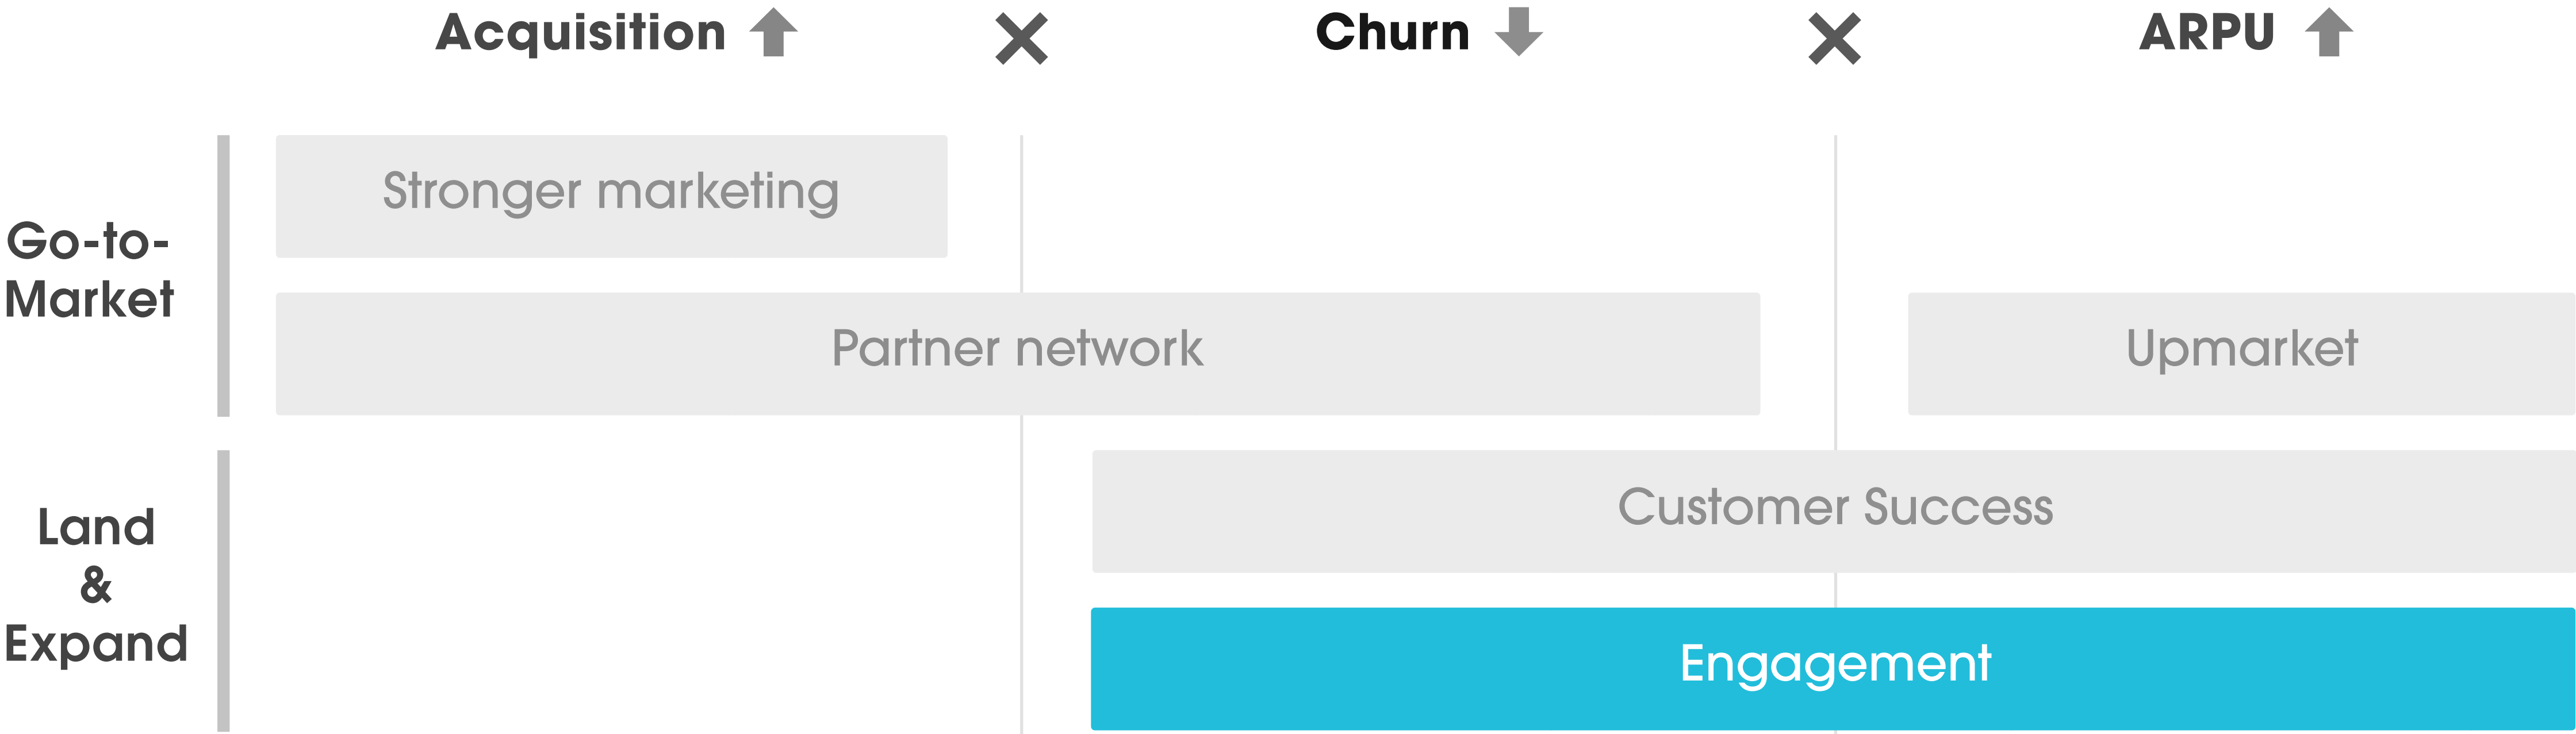 Acquisition
Churn
ARPU
Go-to-
Market
Stronger marketing
Partner network
Upmarket
Land
&
Expand
Customer Success
Engagement